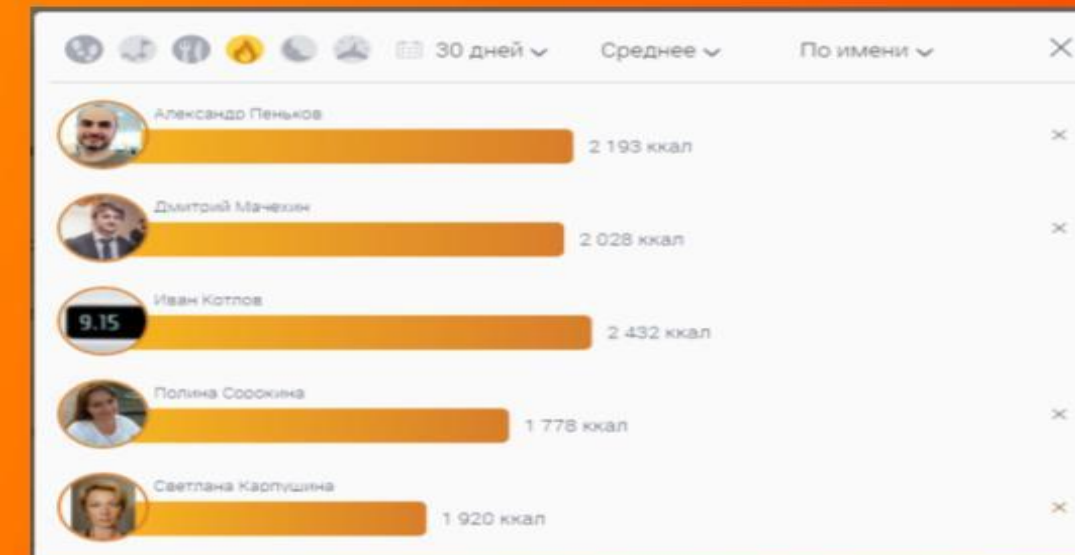 30 дней Среднее По имени
Александр Пеньков
2 193 ккал
Дмитрий Мачехин
2 028 ккал
Иван Котлов
9.15
2 432 ккал
Полина Сорокина
1 778 ккал
Светлана Карпушина
1 920 ккал